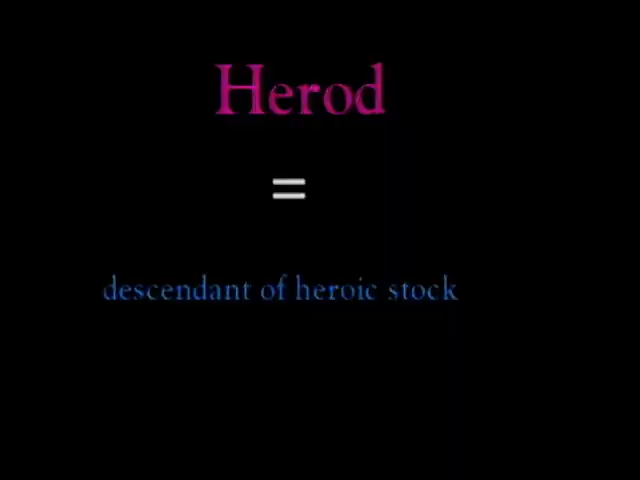 Herod
=
descendant of heroic stock